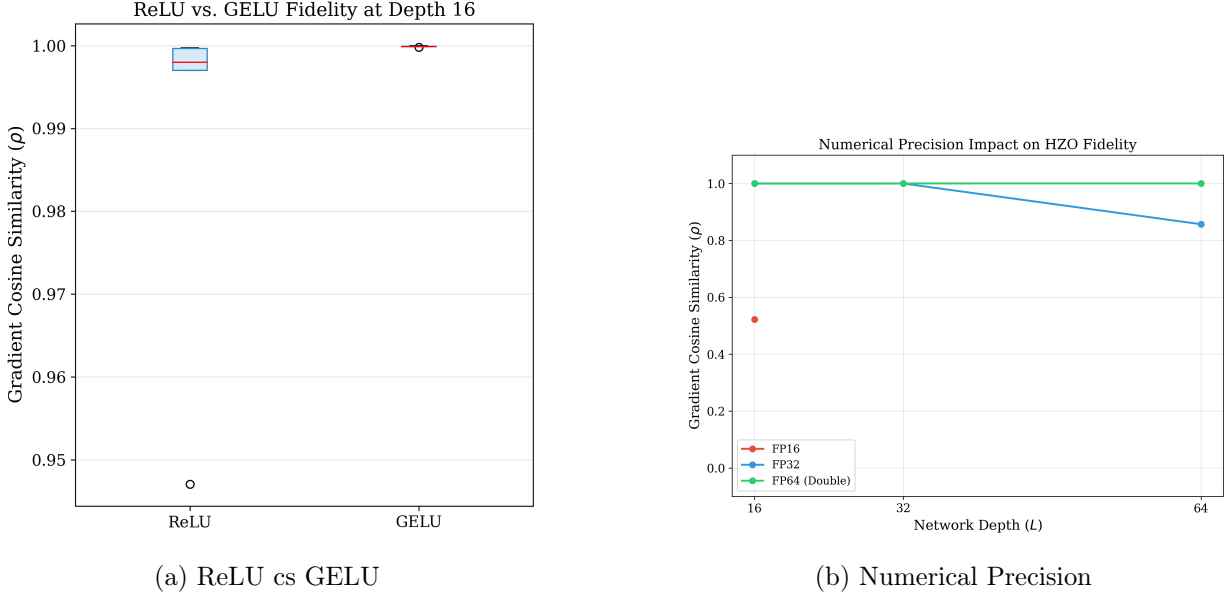 ReLU vs. GELU Fidelity at Depth 16
Gradient Cosine Similarity (ρ)
1.00
0.99
0.98
0.97
0.96
0.95
ReLU
GELU
(a) ReLU cs GELU
Numerical Precision Impact on HZO Fidelity
Gradient Cosine Similarity (ρ)
1.0
0.8
0.6
0.4
0.2
0.0
FP16
FP32
FP64 (Double)
16
32
64
Network Depth (L)
(b) Numerical Precision